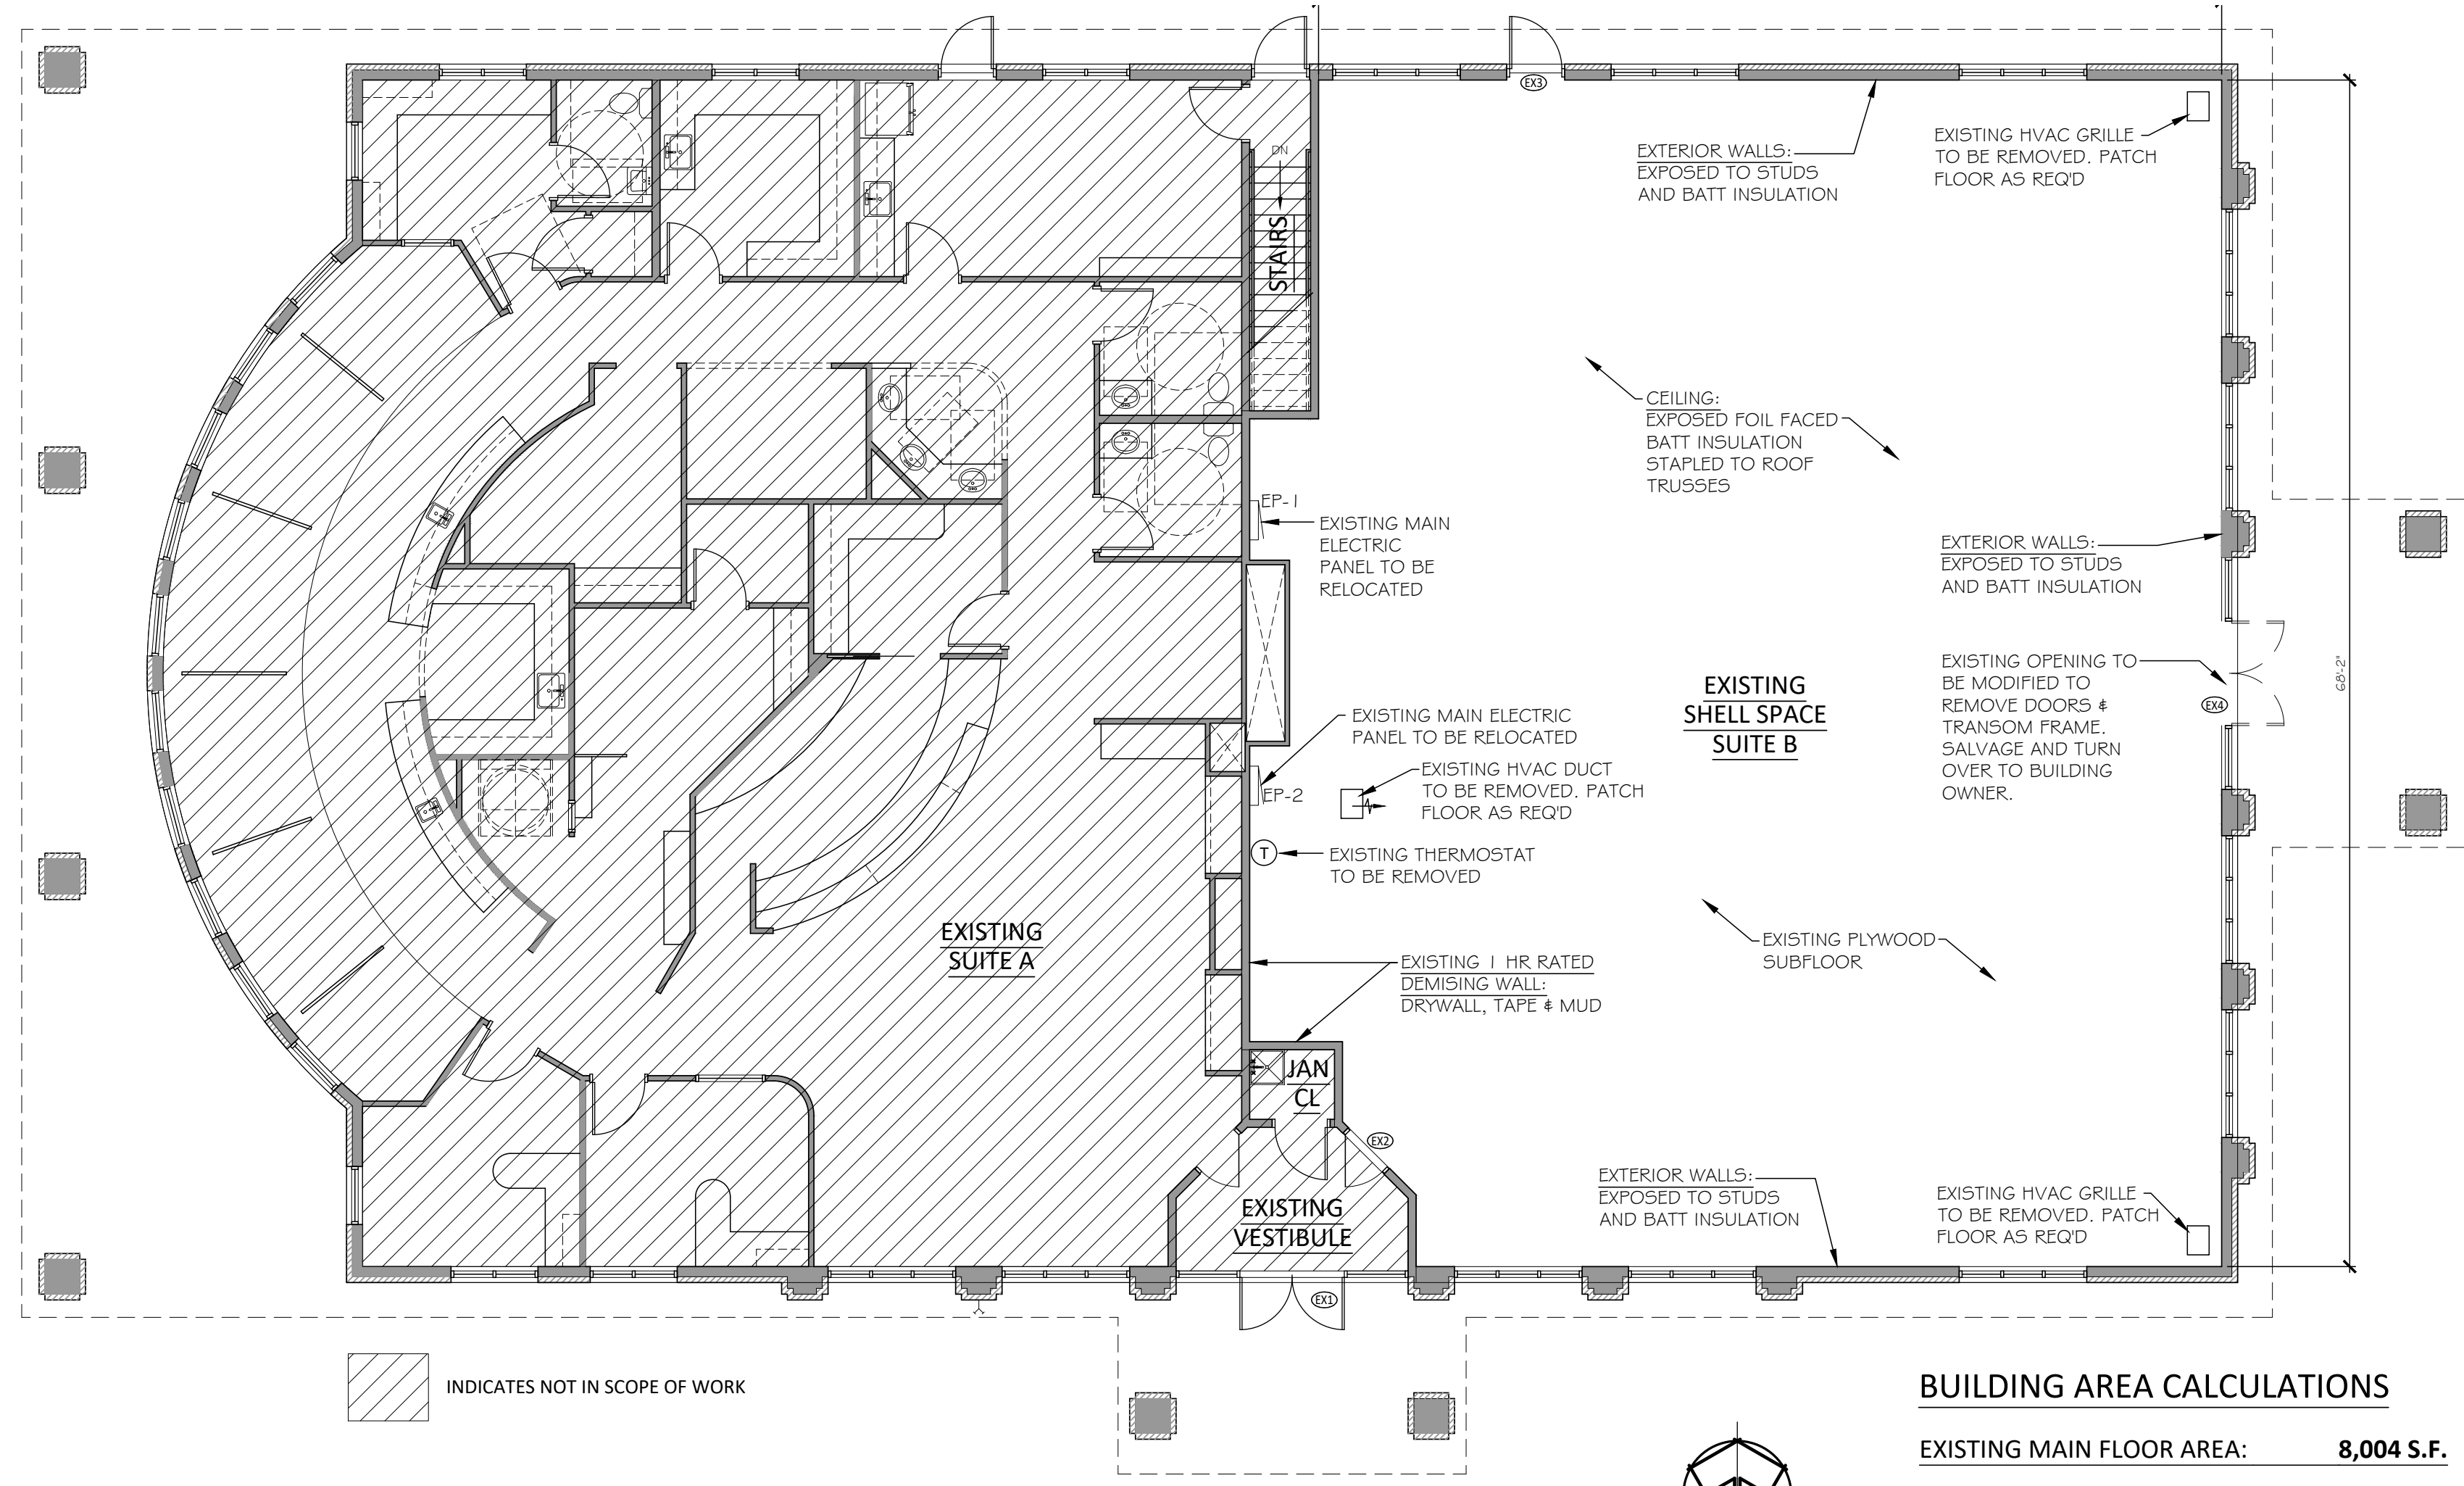 EX3
EXTERIOR WALLS:
EXPOSED TO STUDS
AND BATT INSULATION
EXISTING HVAC GRILLE
TO BE REMOVED. PATCH
FLOOR AS REQ'D
DN
STAIRS
CEILING:
EXPOSED FOIL FACED
BATT INSULATION
STAPLED TO ROOF
TRUSSES
EP-1
EXISTING MAIN
ELECTRIC
PANEL TO BE
RELOCATED
EXTERIOR WALLS:
EXPOSED TO STUDS
AND BATT INSULATION
EXISTING OPENING TO
BE MODIFIED TO
REMOVE DOORS &
TRANSOM FRAME.
SALVAGE AND TURN
OVER TO BUILDING
OWNER.
EX4
68'-2"
EXISTING
SHELL SPACE
SUITE B
EXISTING MAIN ELECTRIC
PANEL TO BE RELOCATED
EP-2
EXISTING HVAC DUCT
TO BE REMOVED. PATCH
FLOOR AS REQ'D
T
EXISTING THERMOSTAT
TO BE REMOVED
EXISTING
SUITE A
EXISTING PLYWOOD
SUBFLOOR
EXISTING 1 HR RATED
DEMISING WALL:
DRYWALL, TAPE & MUD
JAN
CL
EX2
EXISTING
VESTIBULE
EX1
EXTERIOR WALLS:
EXPOSED TO STUDS
AND BATT INSULATION
EXISTING HVAC GRILLE
TO BE REMOVED. PATCH
FLOOR AS REQ'D
INDICATES NOT IN SCOPE OF WORK
BUILDING AREA CALCULATIONS
EXISTING MAIN FLOOR AREA: 8,004 S.F.